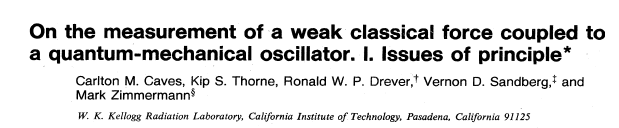 On the measurement of a weak classical force coupled to
a quantum-mechanical oscillator. I. Issues of principle*
Carlton M. Caves, Kip S. Thorne, Ronald W. P. Drever,† Vernon D. Sandberg,‡ and
Mark Zimmermann§
W. K. Kellogg Radiation Laboratory, California Institute of Technology, Pasadena, California 91125